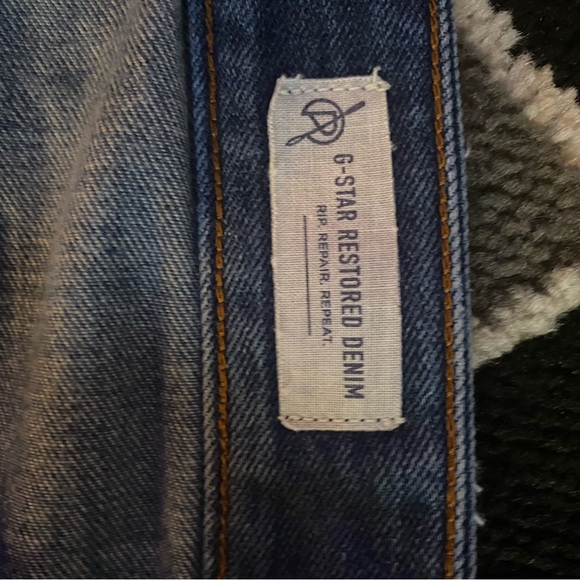 G-STAR RESTORED DENIM
RIP. REPAIR. REPEAT.